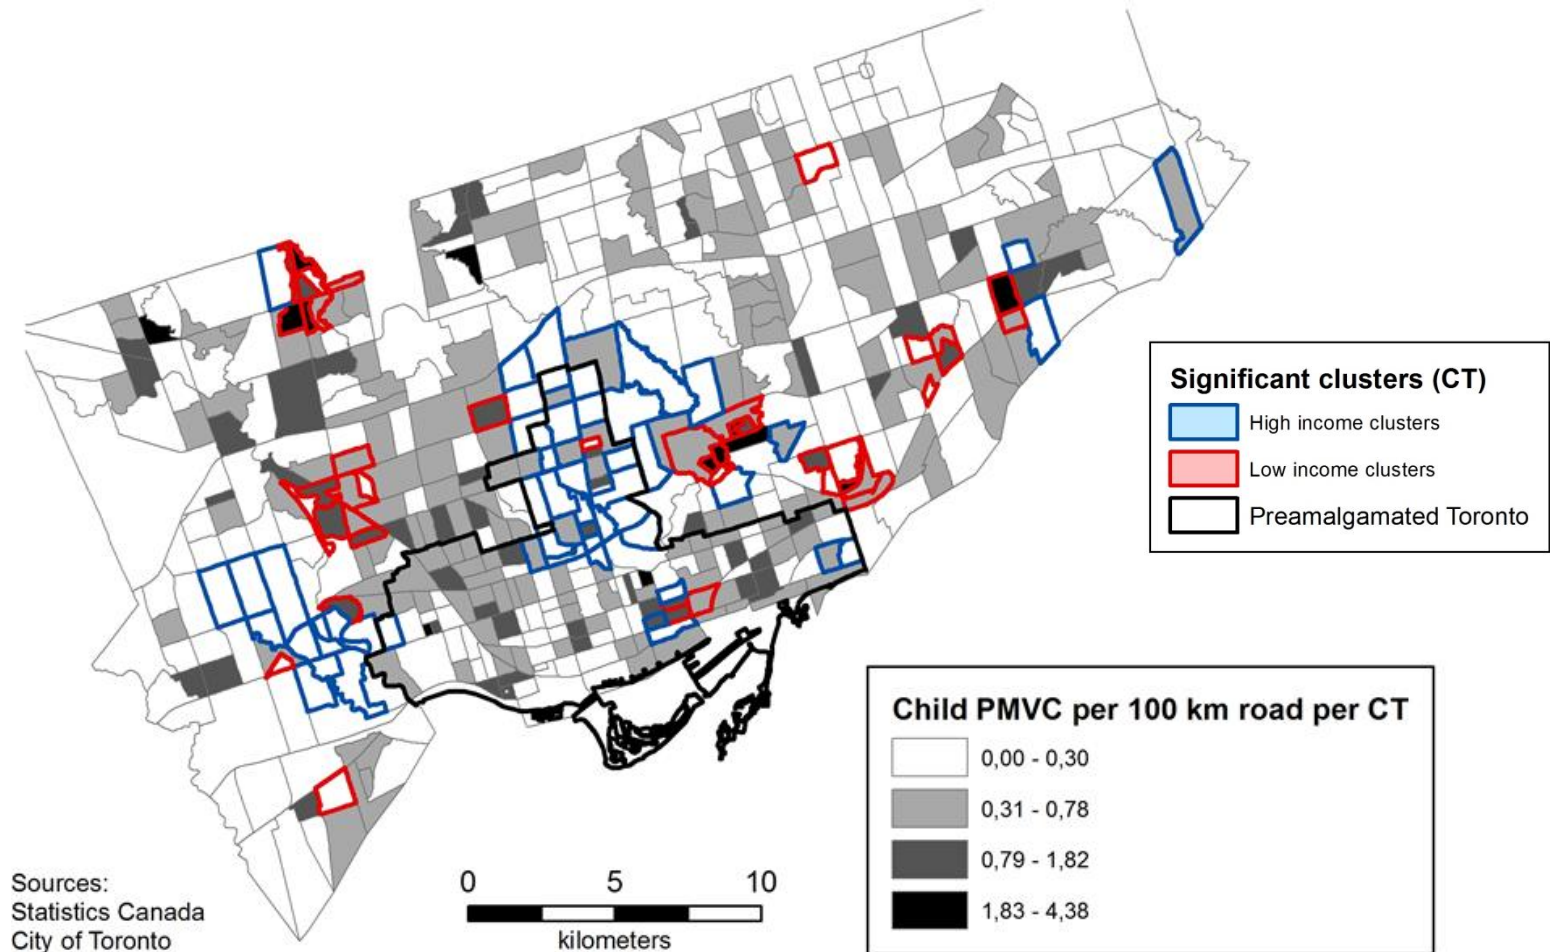 Significant clusters (CT)
High income clusters
Low income clusters
Preamalgamated Toronto
Child PMVC per 100 km road per CT
0,00 - 0,30
0,31 - 0,78
0,79 - 1,82
1,83 - 4,38
Sources:
Statistics Canada
City of Toronto
0 5 10
kilometers